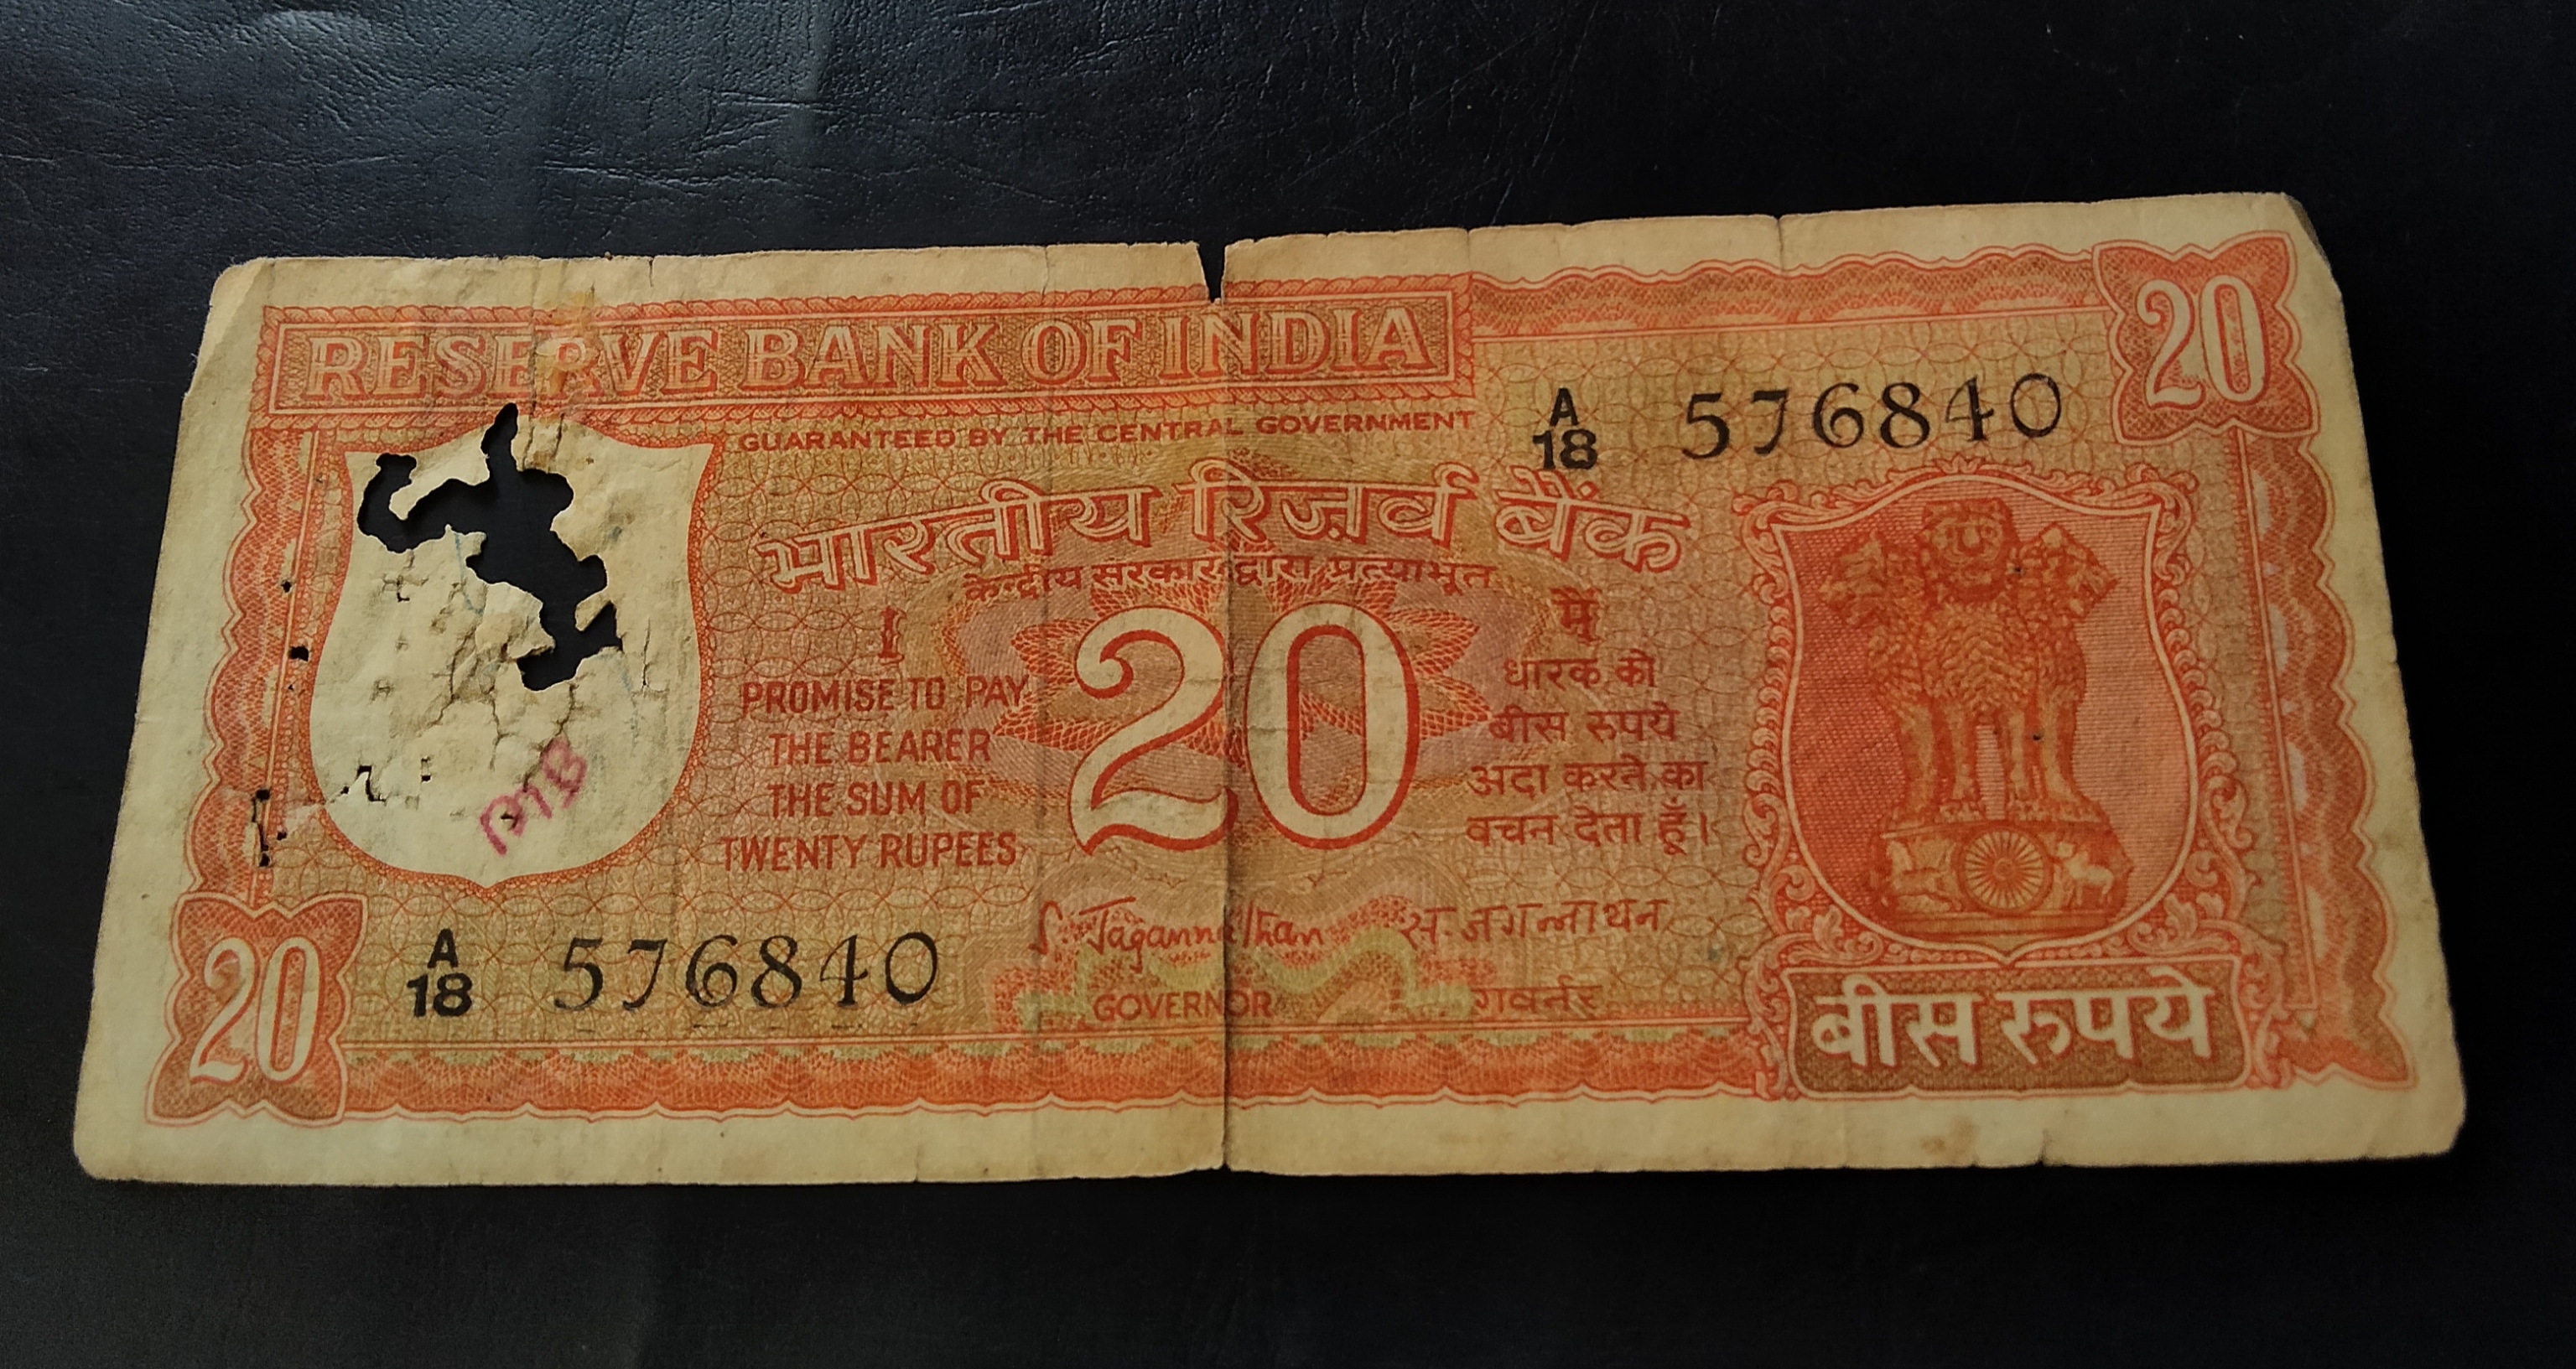 RESERVE BANK OF INDIA
20
GUARANTEED BY THE CENTRAL GOVERNMENT
A
18 576840
भारतीय रिज़र्व बैंक
केन्द्रीय सरकार द्वारा प्रत्याभूत
I
PROMISE TO PAY
THE BEARER
THE SUM OF
TWENTY RUPEES
20
में
धारक को
बीस रुपये
अदा करने का
वचन देता हूँ।
S. Jagannathan
स. जगन्नाथन
GOVERNOR
गवर्नर
20
A
18 576840
बीस रुपये